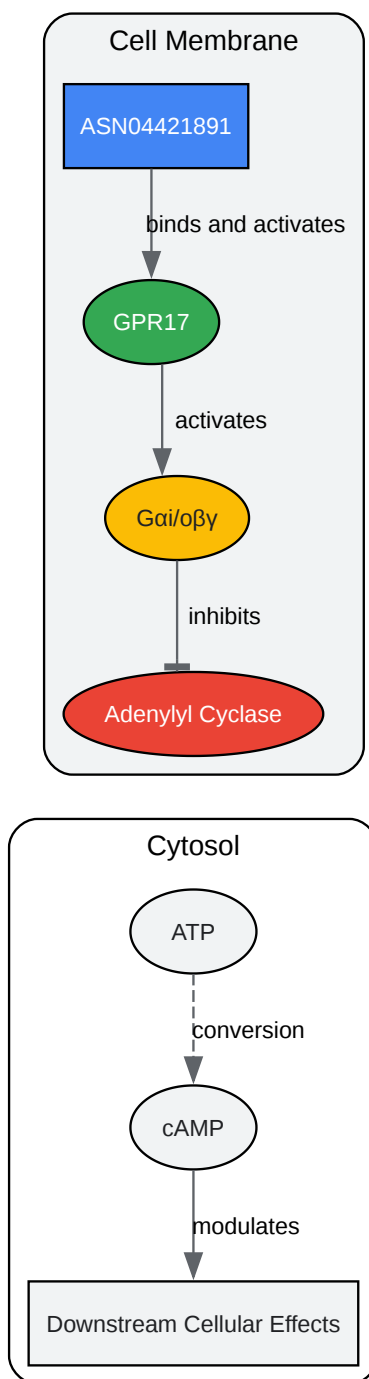 Cell Membrane
ASN04421891
binds and activates
GPR17
activates
Gαi/oβγ
inhibits
Adenylyl Cyclase
Cytosol
ATP
conversion
cAMP
modulates
Downstream Cellular Effects